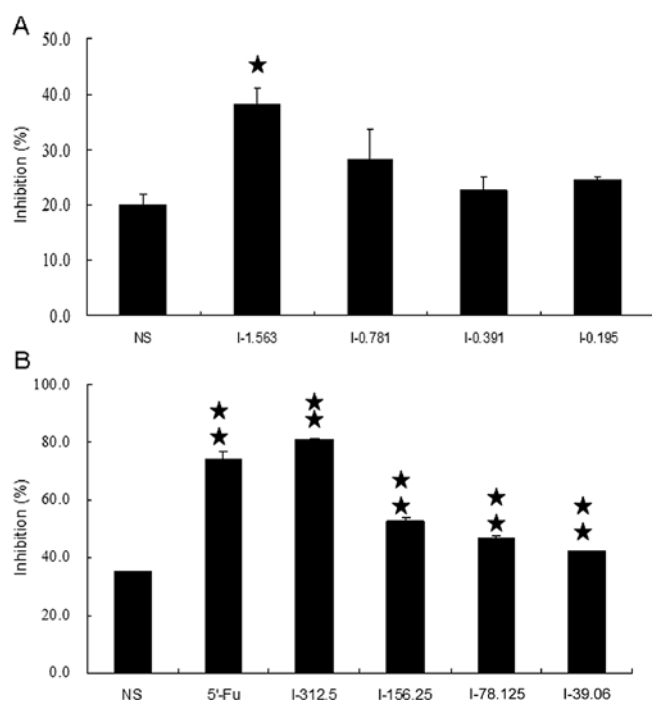 A
50.0
40.0
30.0
20.0
10.0
0.0
Inhibition (%)
NS I-1.563 I-0.781 I-0.391 I-0.195
B
100.0
80.0
60.0
40.0
20.0
0.0
Inhibition (%)
NS 5'-Fu I-312.5 I-156.25 I-78.125 I-39.06